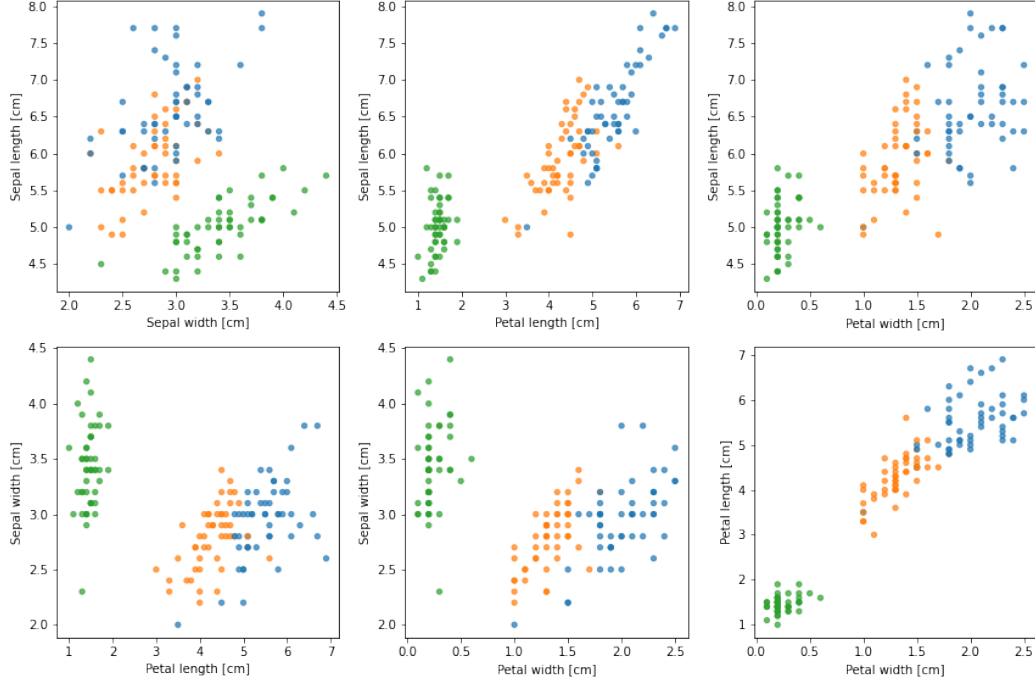 8.0
7.5
7.0
6.5
6.0
5.5
5.0
4.5
Sepal length [cm]
2.0 2.5 3.0 3.5 4.0 4.5
Sepal width [cm]
8.0
7.5
7.0
6.5
6.0
5.5
5.0
4.5
Sepal length [cm]
1 2 3 4 5 6 7
Petal length [cm]
8.0
7.5
7.0
6.5
6.0
5.5
5.0
4.5
Sepal length [cm]
0.0 0.5 1.0 1.5 2.0 2.5
Petal width [cm]
4.5
4.0
3.5
3.0
2.5
2.0
Sepal width [cm]
1 2 3 4 5 6 7
Petal length [cm]
4.5
4.0
3.5
3.0
2.5
2.0
Sepal width [cm]
0.0 0.5 1.0 1.5 2.0 2.5
Petal width [cm]
7
6
5
4
3
2
1
Petal length [cm]
0.0 0.5 1.0 1.5 2.0 2.5
Petal width [cm]